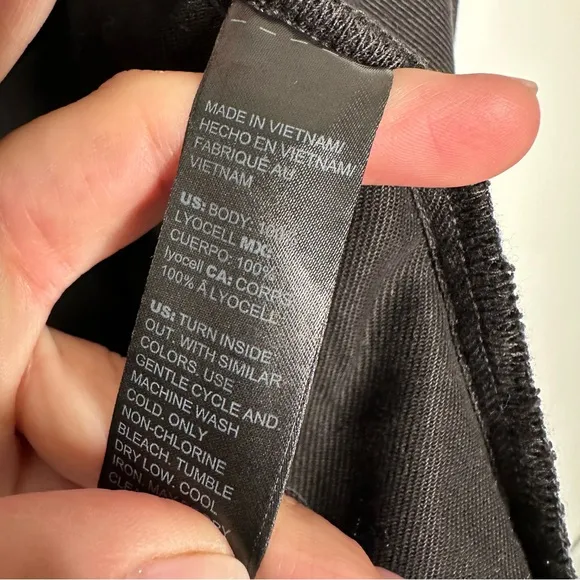 MADE IN VIETNAM/
HECHO EN VIETNAM/
FABRIQUÉ AU
VIETNAM
US: BODY: 100%
LYOCELL MX:
CUERPO: 100%
lyocell CA: CORPS:
100% Â LYOCELL;
US: TURN INSIDE
OUT, WITH SIMILAR
COLORS. USE
GENTLE CYCLE AND
MACHINE WASH
COLD. ONLY
NON-CHLORINE
BLEACH. TUMBLE
DRY LOW. COOL
IRON. MAY